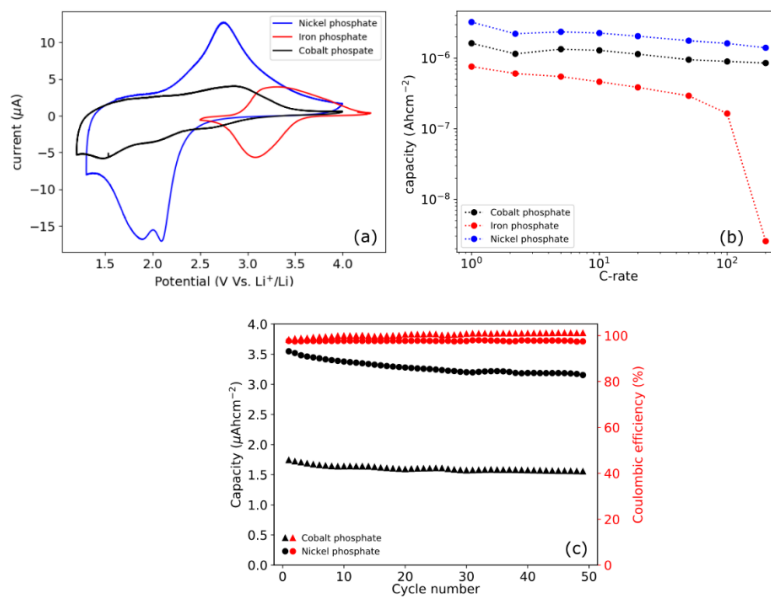 Nickel phosphate
Iron phosphate
Cobalt phospate
10
5
0
−5
−10
−15
current (μA)
1.5 2.0 2.5 3.0 3.5 4.0
Potential (V Vs. Li⁺/Li)
(a)
10⁻⁶
10⁻⁷
10⁻⁸
capacity (Ahcm⁻²)
Cobalt phosphate
Iron phosphate
Nickel phosphate
(b)
10⁰ 10¹ 10²
C-rate
4.0
3.5
3.0
2.5
2.0
1.5
1.0
0.5
0.0
Capacity (μAhcm⁻²)
100
80
60
40
20
0
Coulombic efficiency (%)
Cobalt phosphate
Nickel phosphate
(c)
0 10 20 30 40 50
Cycle number